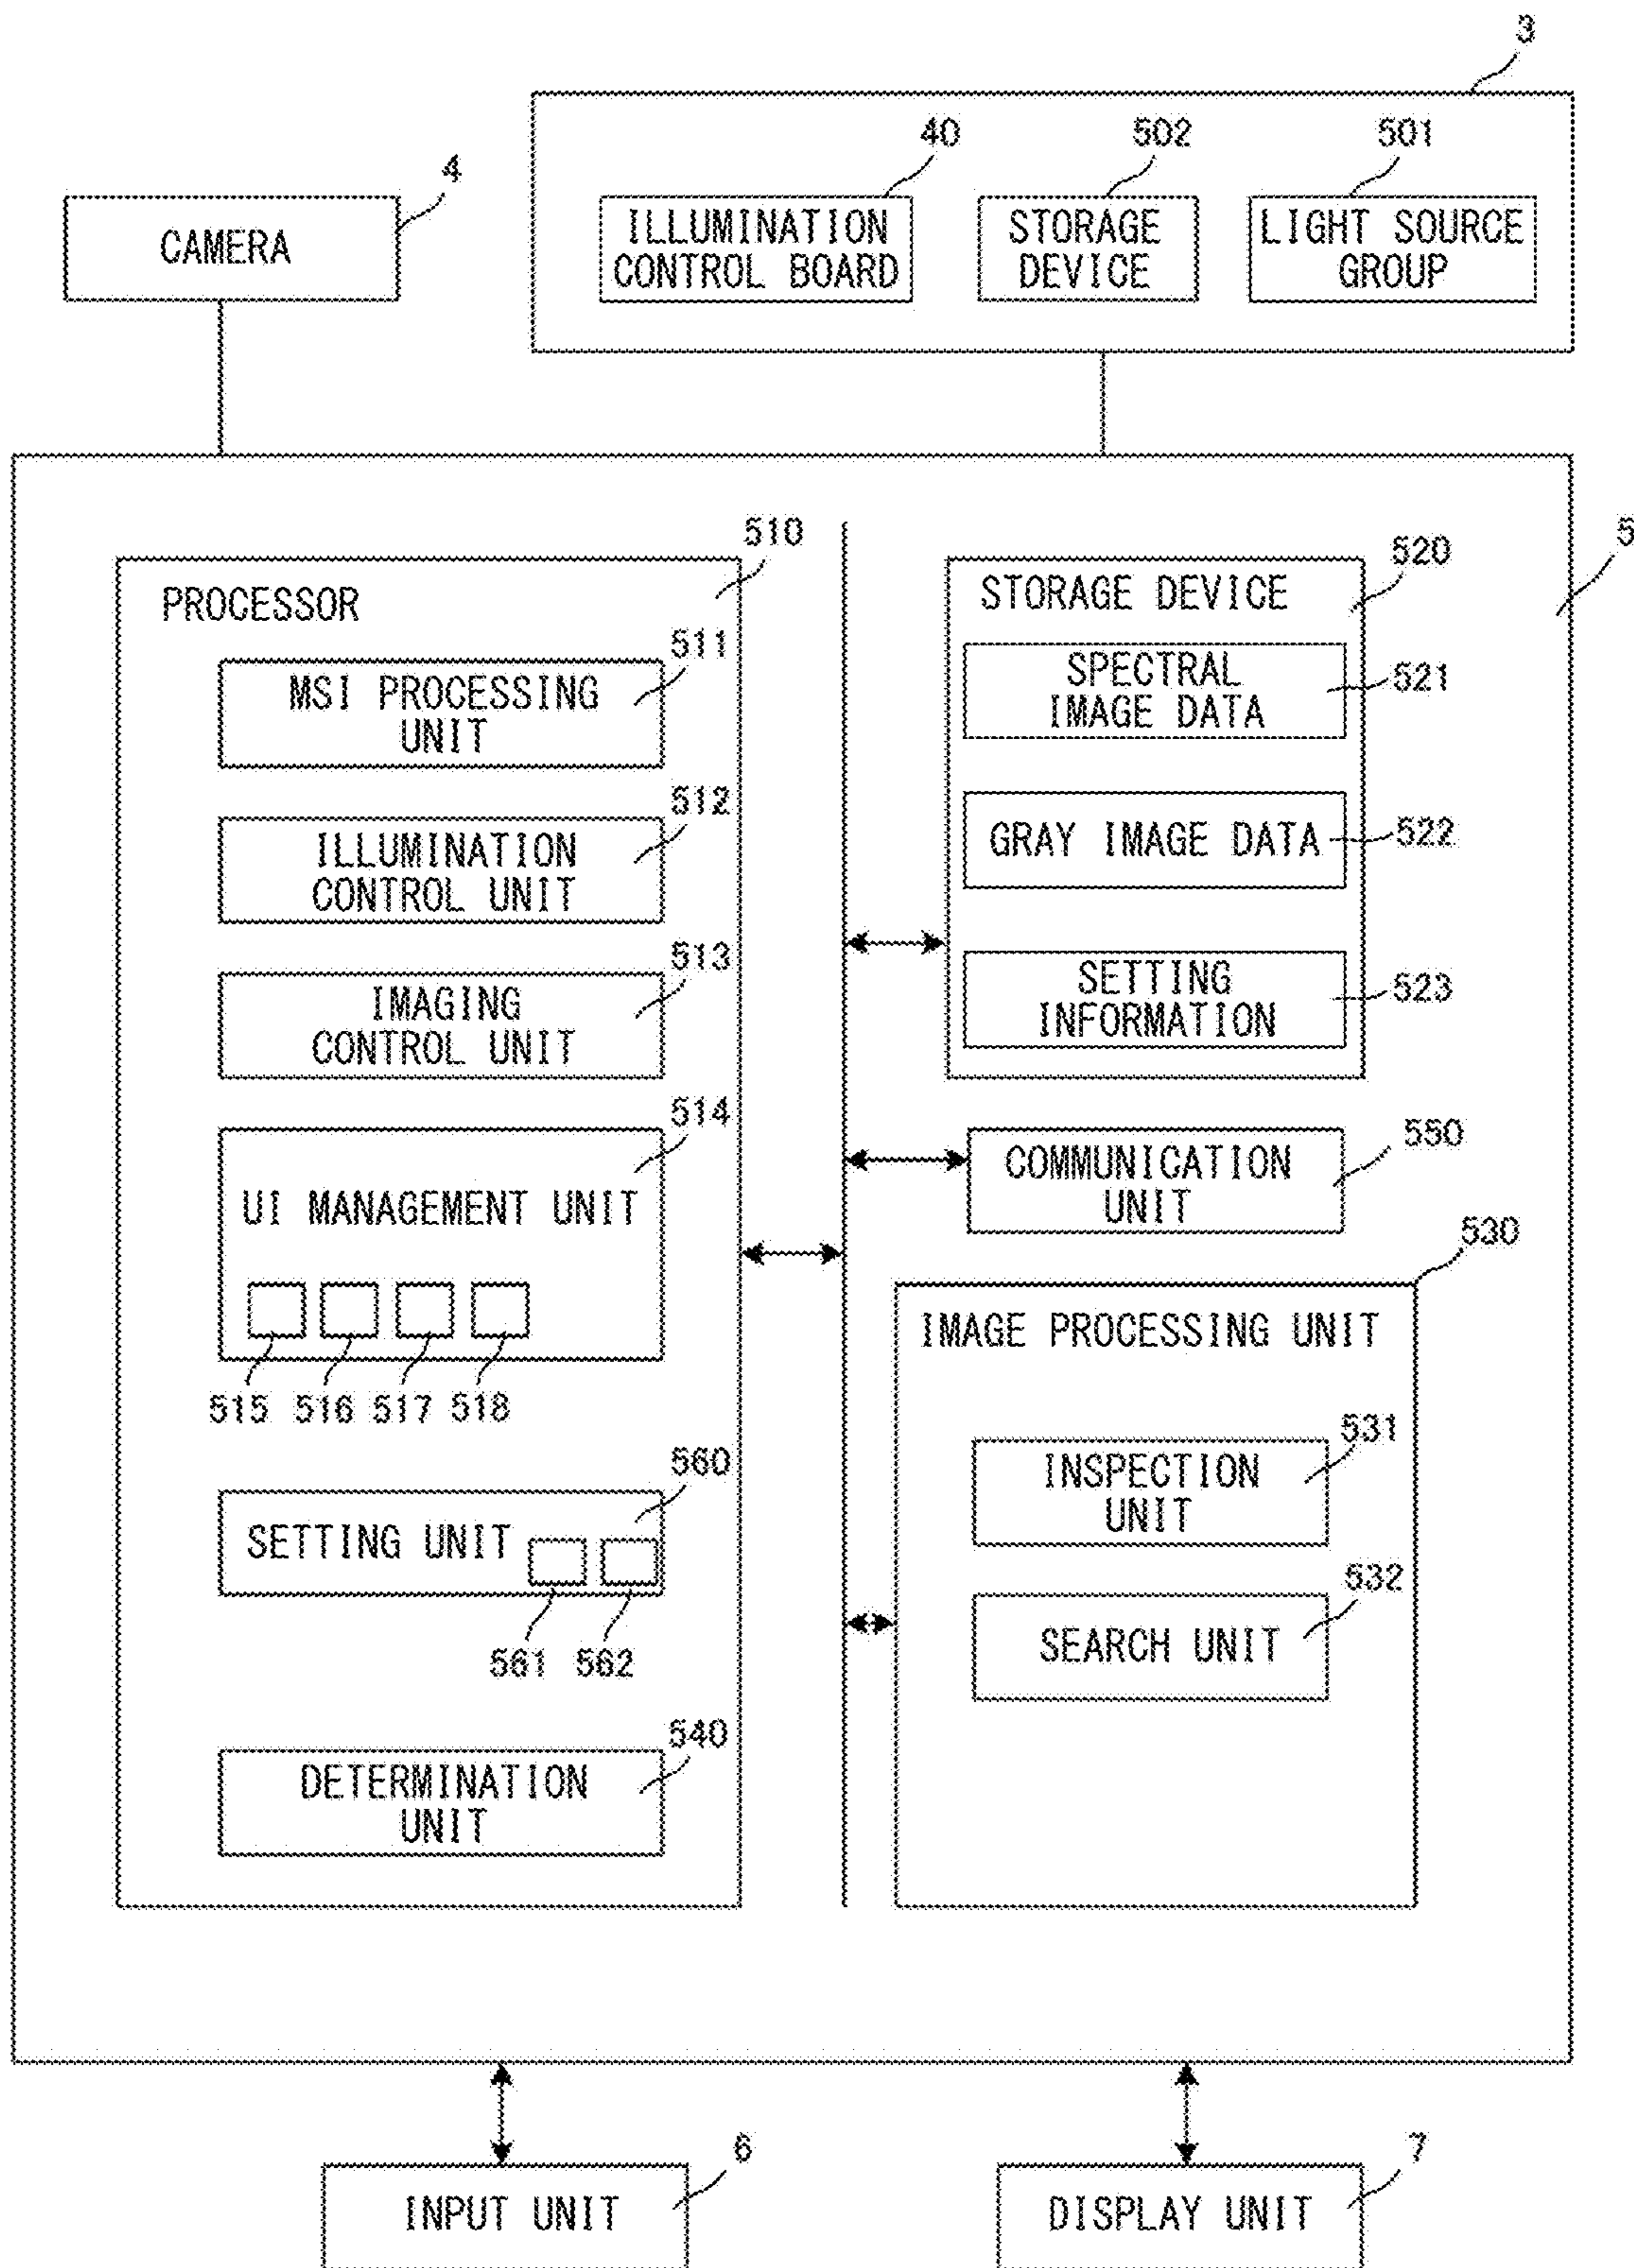 3
40
502
501
4
CAMERA
ILLUMINATION
CONTROL BOARD
STORAGE
DEVICE
LIGHT SOURCE
GROUP
5
510
PROCESSOR
511
MSI PROCESSING
UNIT
512
ILLUMINATION
CONTROL UNIT
513
IMAGING
CONTROL UNIT
514
UI MANAGEMENT UNIT
515 516 517 518
560
SETTING UNIT
561 562
540
DETERMINATION
UNIT
520
STORAGE DEVICE
SPECTRAL
IMAGE DATA
521
GRAY IMAGE DATA
522
SETTING
INFORMATION
523
550
COMMUNICATION
UNIT
530
IMAGE PROCESSING UNIT
531
INSPECTION
UNIT
532
SEARCH UNIT
6
INPUT UNIT
7
DISPLAY UNIT